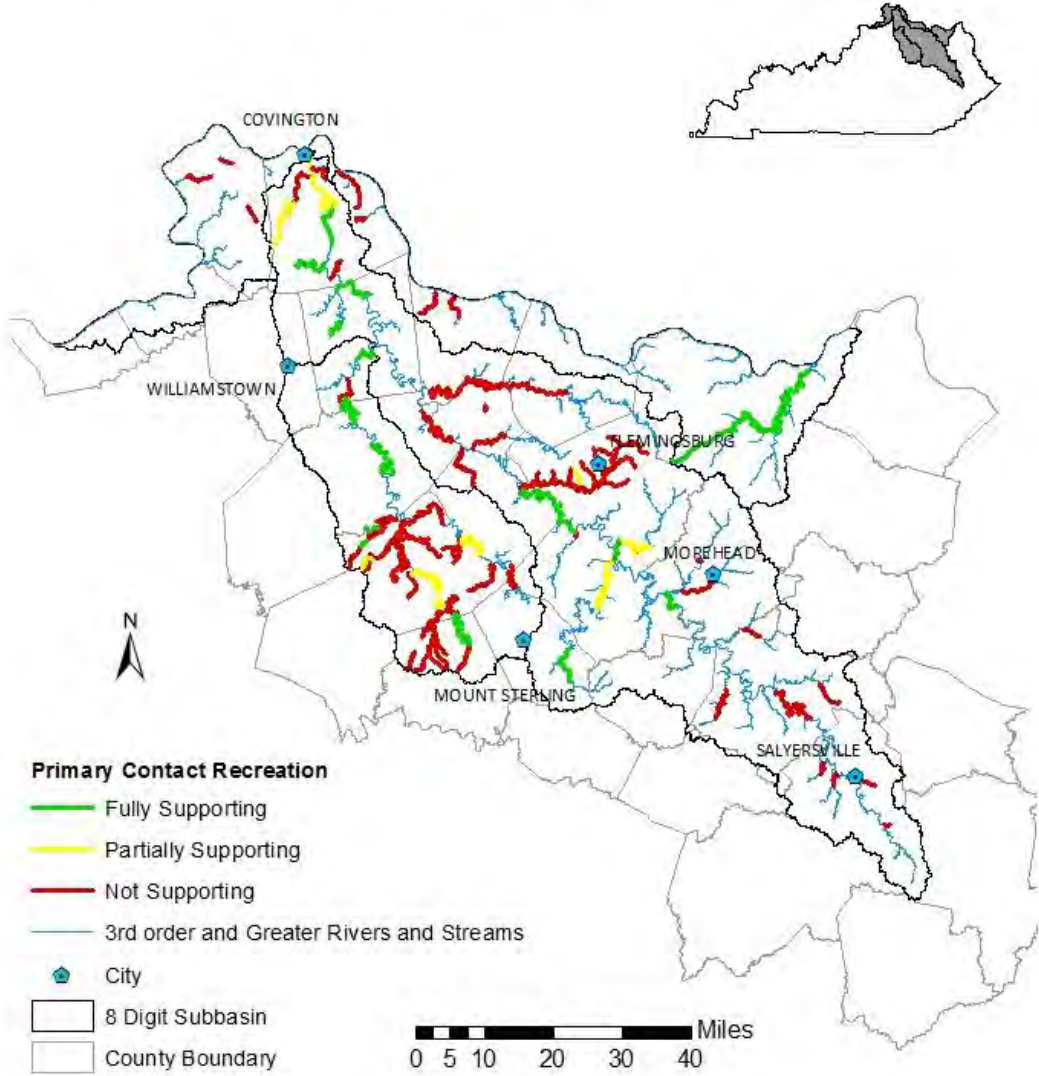 COVINGTON
WILLIAMSTOWN
FLEMINGSBURG
MOREHEAD
N
MOUNT STERLING
SALYERSVILLE
Primary Contact Recreation
Fully Supporting
Partially Supporting
Not Supporting
3rd order and Greater Rivers and Streams
City
8 Digit Subbasin
County Boundary
Miles
0 5 10 20 30 40